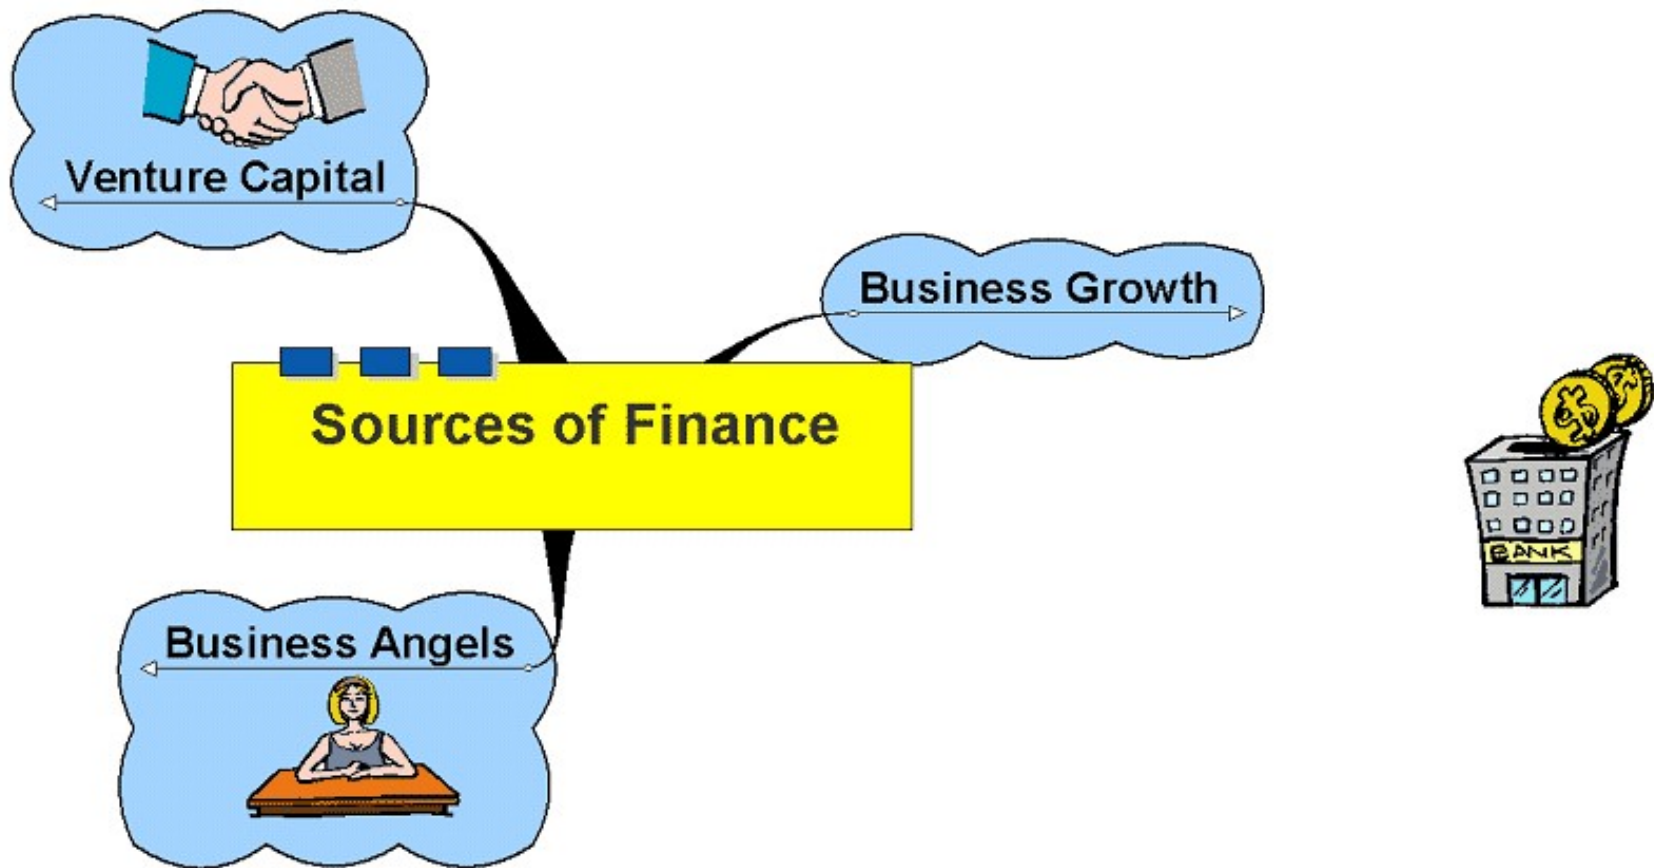 Venture Capital
Business Growth
Sources of Finance
BANK
Business Angels